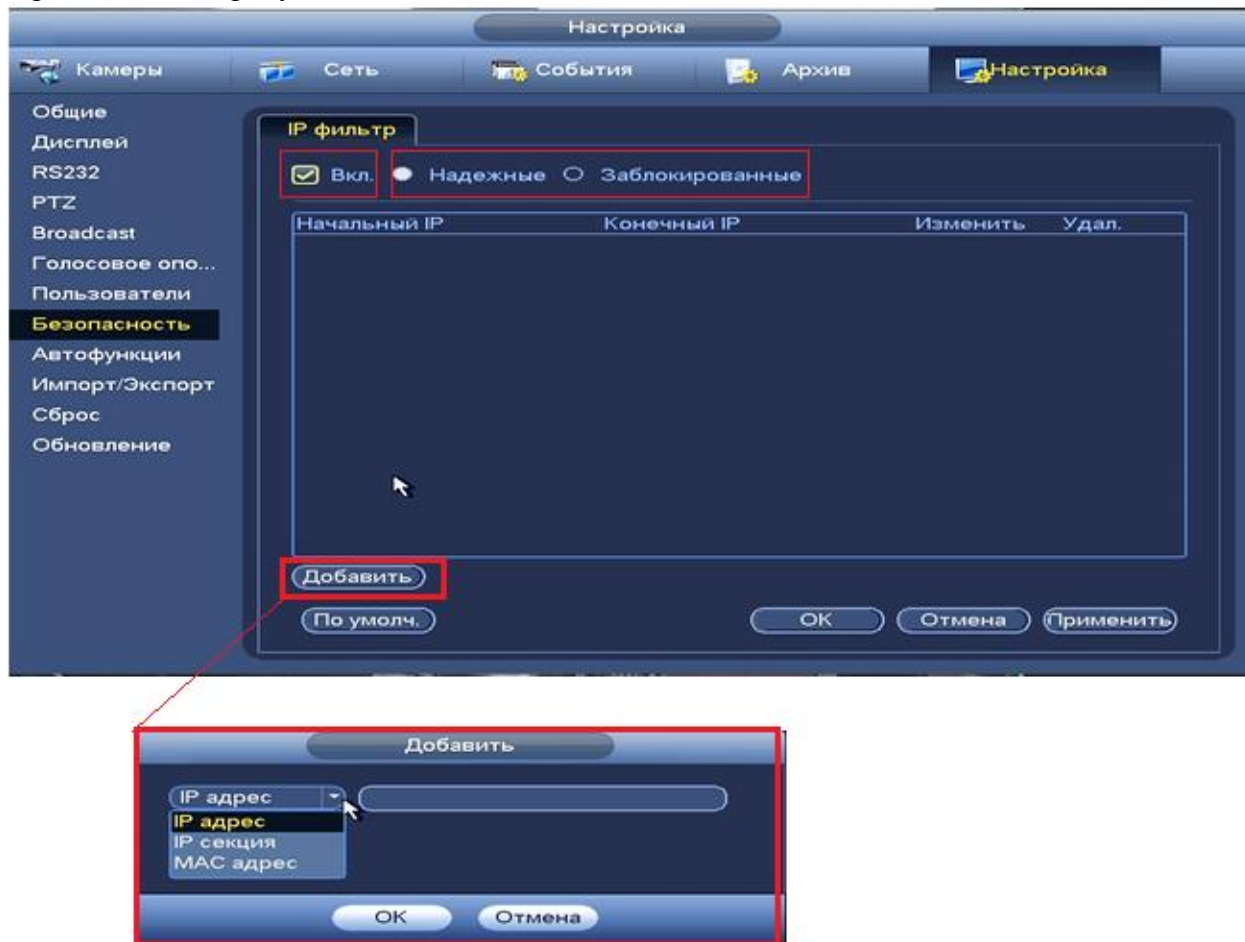 Настройка
Камеры Сеть События Архив Настройка
Общие
Дисплей
RS232
PTZ
Broadcast
Голосовое опо...
Пользователи
Безопасность
Автофункции
Импорт/Экспорт
Сброс
Обновление
IP фильтр
Вкл. Надежные Заблокированные
Начальный IP Конечный IP Изменить Удал.
Добавить
По умолч. OK Отмена Применить
Добавить
IP адрес
IP адрес
IP секция
MAC адрес
OK Отмена